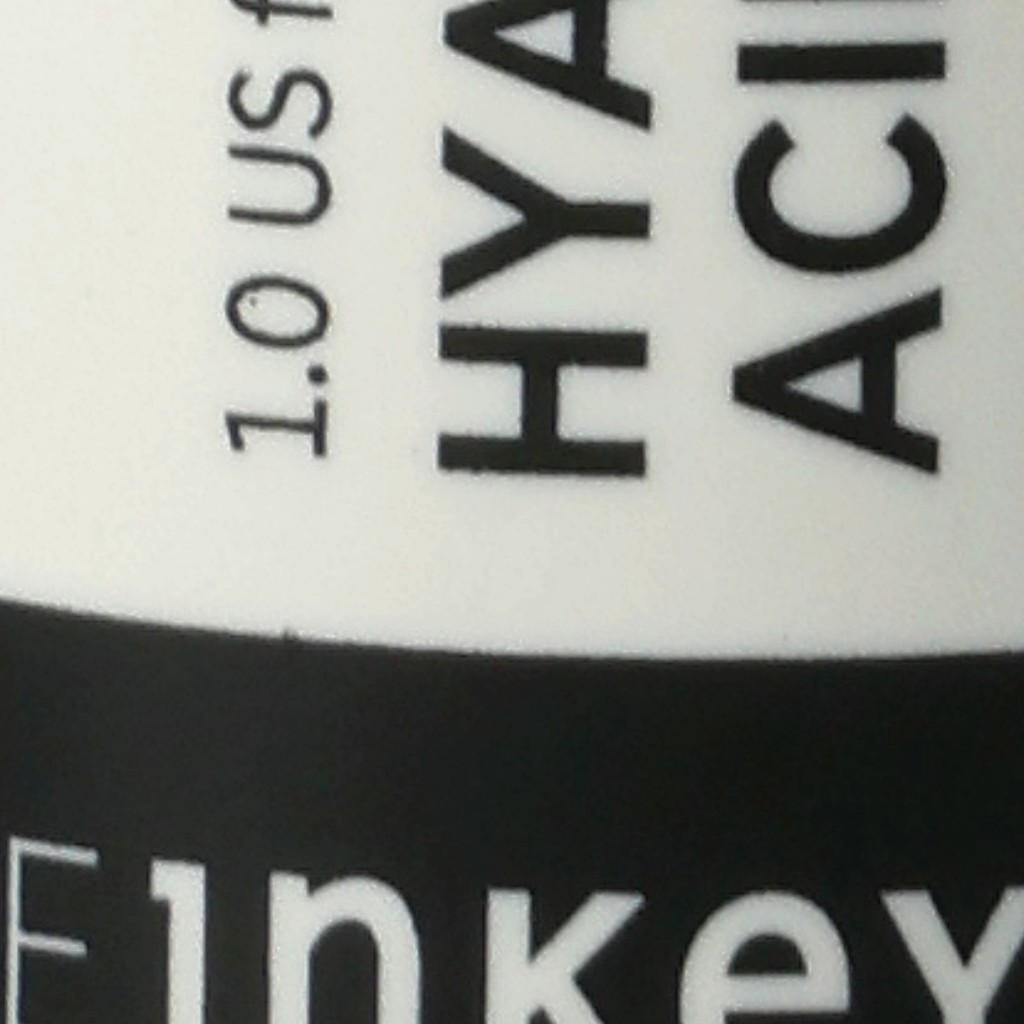 1.0 US f
HYA
ACI
E INKEY